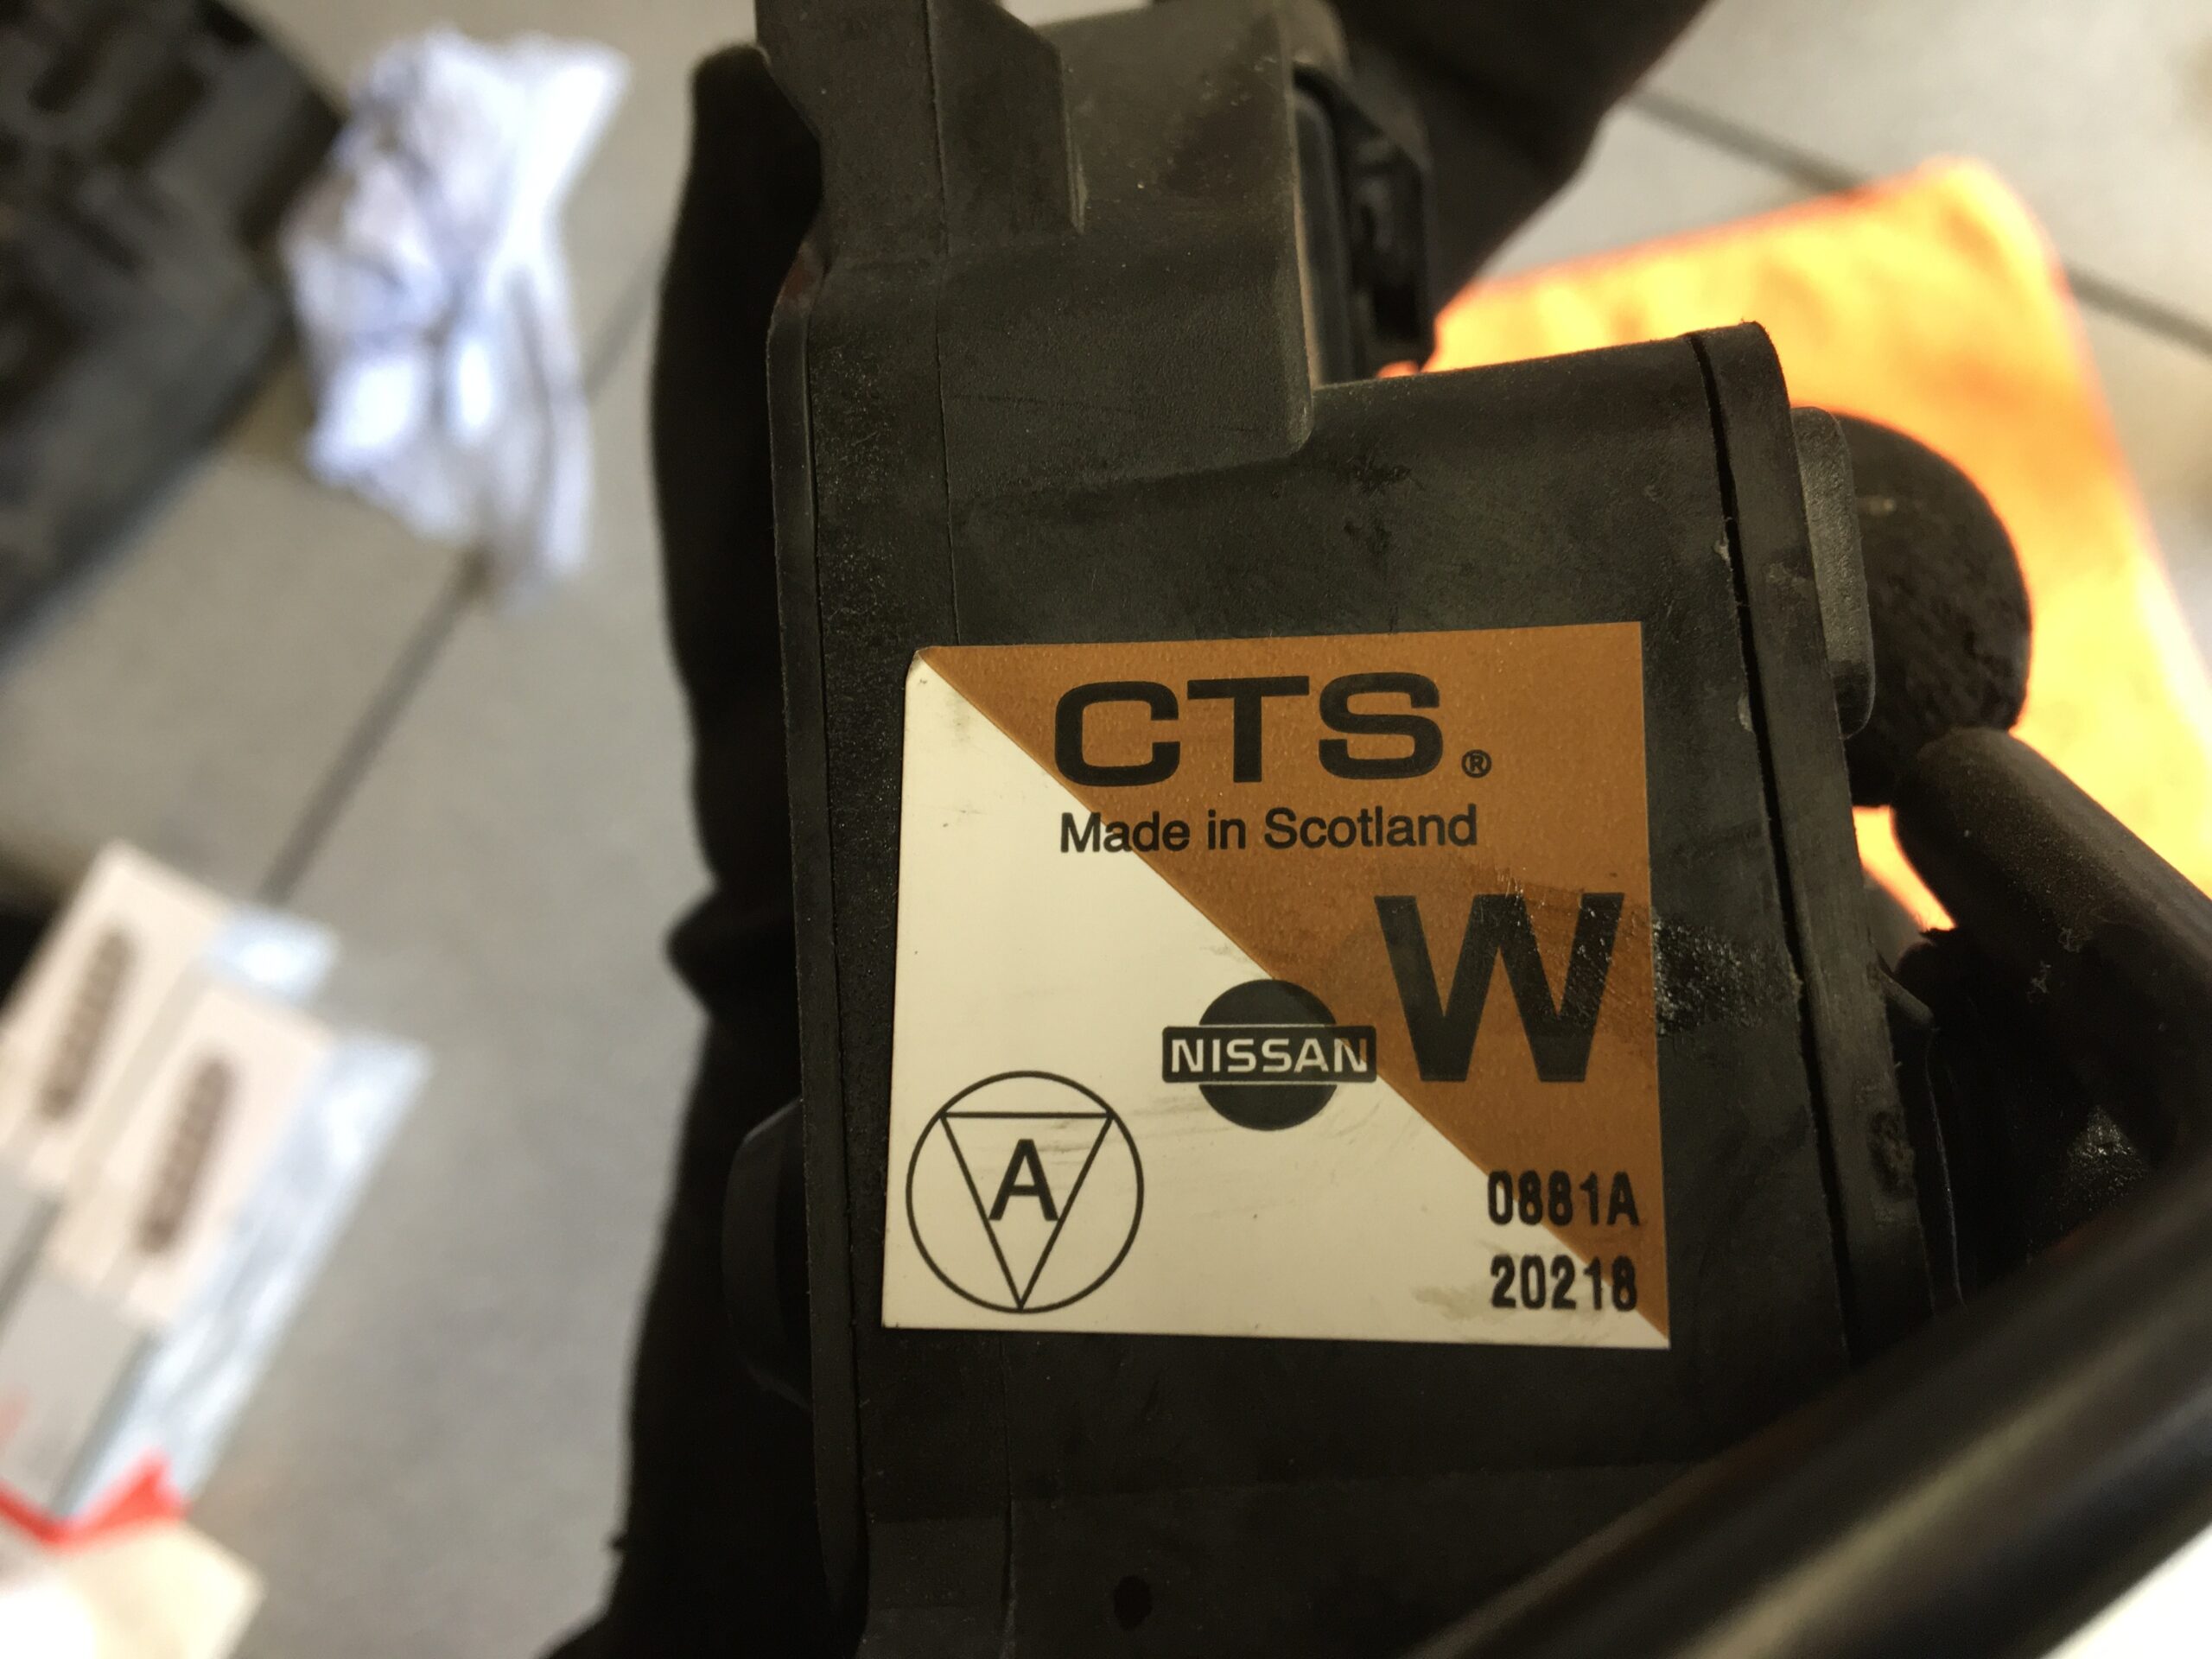 CTS®
Made in Scotland
W
NISSAN
A
0881A
20218